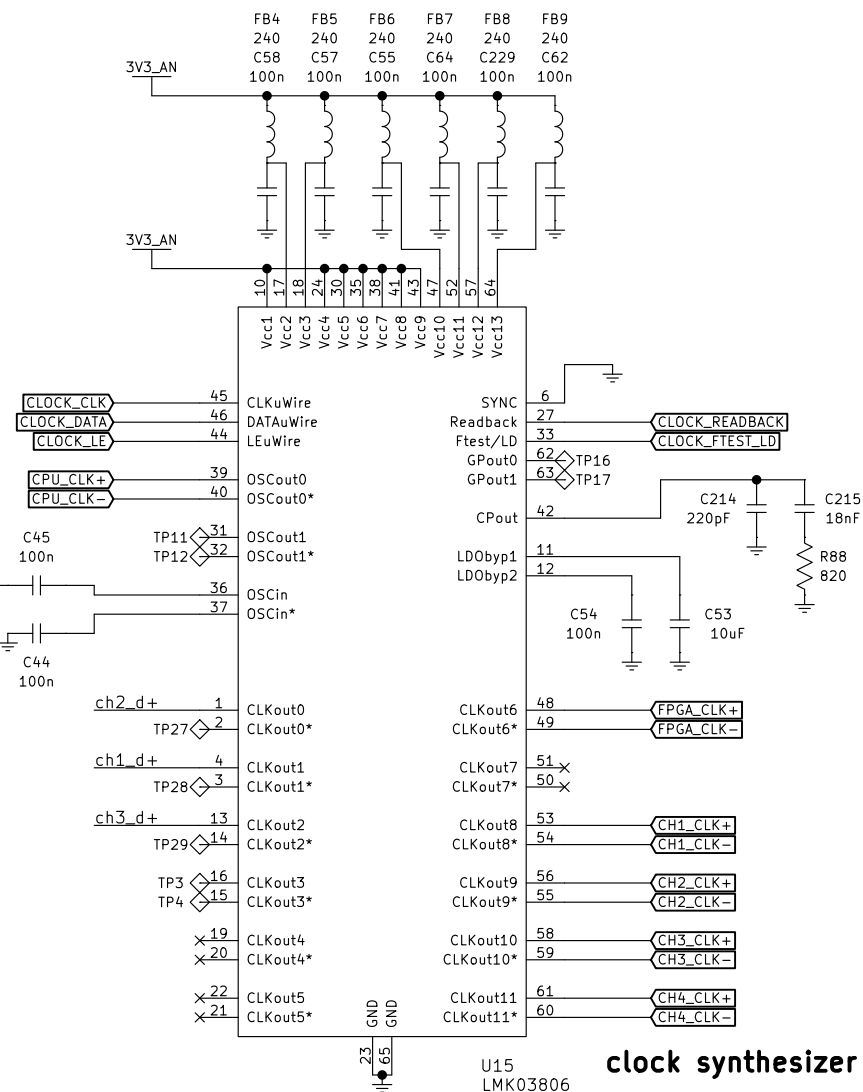 FB4 FB5 FB6 FB7 FB8 FB9
240 240 240 240 240 240
C58 C57 C55 C64 C229 C62
100n 100n 100n 100n 100n 100n
3V3_AN
3V3_AN
10 17 18 24 30 35 38 41 43 47 52 57 64
Vcc1 Vcc2 Vcc3 Vcc4 Vcc5 Vcc6 Vcc7 Vcc8 Vcc9 Vcc10 Vcc11 Vcc12 Vcc13
CLOCK_CLK 45 CLKuWire SYNC 6
CLOCK_DATA 46 DATAuWire Readback 27 CLOCK_READBACK
CLOCK_LE 44 LEuWire Ftest/LD 33 CLOCK_FTEST_LD
GPout0 62 TP16
CPU_CLK+ 39 OSCout0 GPout1 63 TP17
CPU_CLK- 40 OSCout0*
C214 C215
220pF 18nF
CPout 42
TP11 31 OSCout1
TP12 32 OSCout1* LDObyp1 11 R88
LDObyp2 12 820
C45
100n
36 OSCin
37 OSCin*
C54 C53
100n 10uF
C44
100n
ch2_d+ 1 CLKout0 CLKout6 48 FPGA_CLK+
TP27 2 CLKout0* CLKout6* 49 FPGA_CLK-
ch1_d+ 4 CLKout1 CLKout7 51
TP28 3 CLKout1* CLKout7* 50
ch3_d+ 13 CLKout2 CLKout8 53 CH1_CLK+
TP29 14 CLKout2* CLKout8* 54 CH1_CLK-
TP3 16 CLKout3 CLKout9 56 CH2_CLK+
TP4 15 CLKout3* CLKout9* 55 CH2_CLK-
19 CLKout4 CLKout10 58 CH3_CLK+
20 CLKout4* CLKout10* 59 CH3_CLK-
22 CLKout5 CLKout11 61 CH4_CLK+
21 CLKout5* CLKout11* 60 CH4_CLK-
GND GND
23 65
U15
LMK03806
clock synthesizer